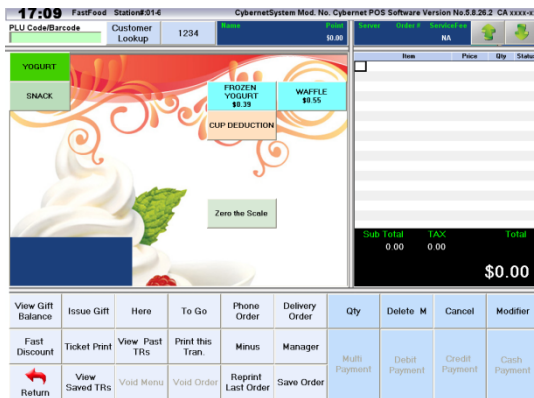 17:09 FastFood Station#:01-6 CybernetSystem Mod. No. Cybernet POS Software Version No.5.8.26.2 CA xxxx-x
PLU Code/Barcode
Customer Lookup
1234
Name Point
$0.00
Server Order # ServiceFee
NA
YOGURT
SNACK
FROZEN
YOGURT
$0.39
WAFFLE
$0.55
CUP DEDUCTION
Zero the Scale
Item Price Qty Status
Sub Total TAX Total
0.00 0.00
$0.00
View Gift Balance
Issue Gift
Here
To Go
Phone Order
Delivery Order
Qty
Delete M
Cancel
Modifier
Fast Discount
Ticket Print
View Past TRs
Print this Tran.
Minus
Manager
Multi Payment
Debit Payment
Credit Payment
Cash Payment
Return
View Saved TRs
Void Menu
Void Order
Reprint Last Order
Save Order